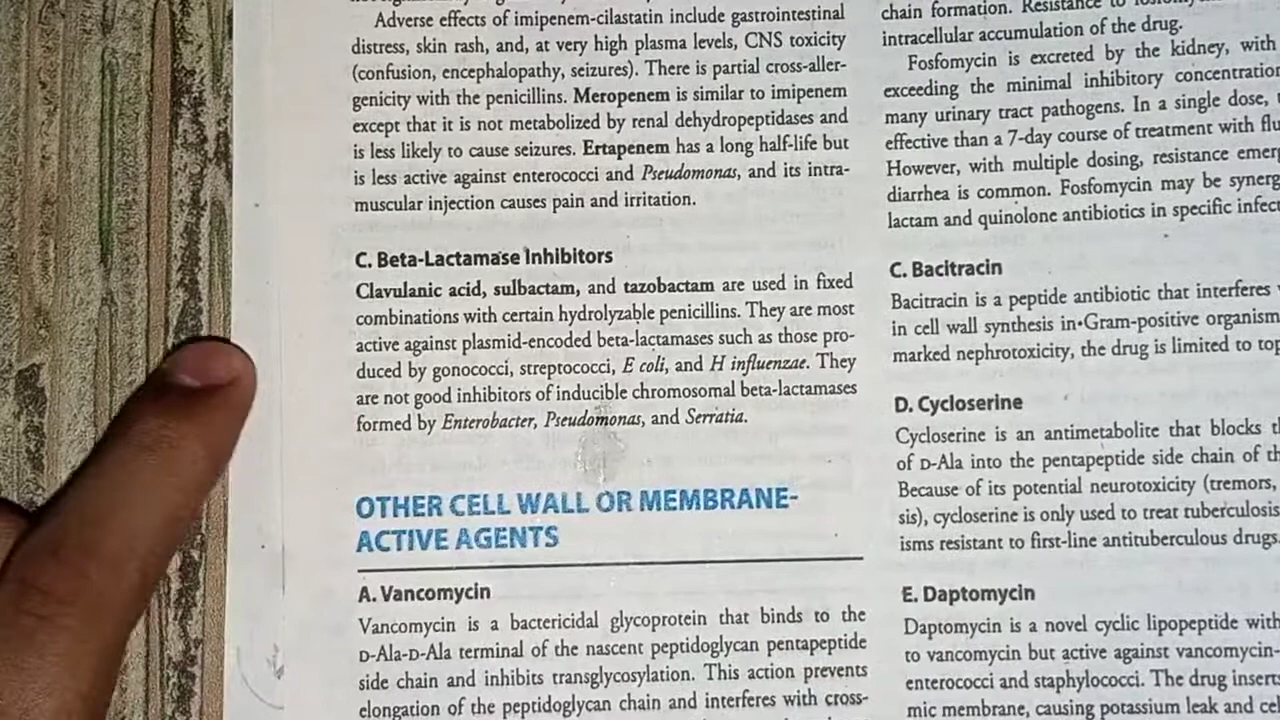 Adverse effects of imipenem-cilastatin include gastrointestinal
distress, skin rash, and, at very high plasma levels, CNS toxicity
(confusion, encephalopathy, seizures). There is partial cross-aller-
genicity with the penicillins. Meropenem is similar to imipenem
except that it is not metabolized by renal dehydropeptidases and
is less likely to cause seizures. Ertapenem has a long half-life but
is less active against enterococci and Pseudomonas, and its intra-
muscular injection causes pain and irritation.
C. Beta-Lactamase Inhibitors
Clavulanic acid, sulbactam, and tazobactam are used in fixed
combinations with certain hydrolyzable penicillins. They are most
active against plasmid-encoded beta-lactamases such as those pro-
duced by gonococci, streptococci, E coli, and H influenzae. They
are not good inhibitors of inducible chromosomal beta-lactamases
formed by Enterobacter, Pseudomonas, and Serratia.
OTHER CELL WALL OR MEMBRANE-
ACTIVE AGENTS
A. Vancomycin
Vancomycin is a bactericidal glycoprotein that binds to the
D-Ala-D-Ala terminal of the nascent peptidoglycan pentapeptide
side chain and inhibits transglycosylation. This action prevents
elongation of the peptidoglycan chain and interferes with cross-
chain formation. Resistance to
intracellular accumulation of the drug.
Fosfomycin is excreted by the kidney, with
exceeding the minimal inhibitory concentration
many urinary tract pathogens. In a single dose,
effective than a 7-day course of treatment with
However, with multiple dosing, resistance
diarrhea is common. Fosfomycin may be
lactam and quinolone antibiotics in specific
C. Bacitracin
Bacitracin is a peptide antibiotic that interferes
in cell wall synthesis in Gram-positive organism
marked nephrotoxicity, the drug is limited to
D. Cycloserine
Cycloserine is an antimetabolite that blocks
of D-Ala into the pentapeptide side chain of
Because of its potential neurotoxicity (tremors,
sis), cycloserine is only used to treat tuberculosis
isms resistant to first-line antituberculous drugs.
E. Daptomycin
Daptomycin is a novel cyclic lipopeptide with
to vancomycin but active against vancomycin-
enterococci and staphylococci. The drug inserts
mic membrane, causing potassium leak and